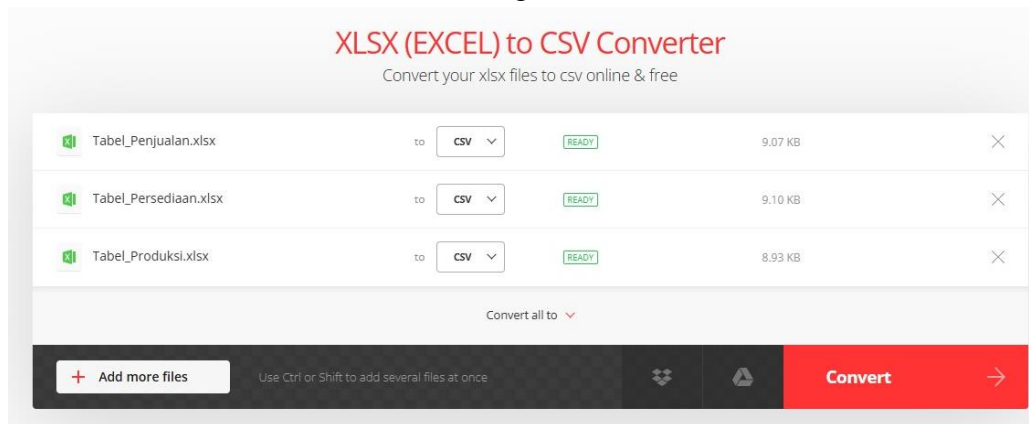 XLSX (EXCEL) to CSV Converter
Convert your xlsx files to csv online & free
Tabel_Penjualan.xlsx to CSV READY 9.07 KB
Tabel_Persediaan.xlsx to CSV READY 9.10 KB
Tabel_Produksi.xlsx to CSV READY 8.93 KB
Convert all to
+ Add more files Use Ctrl or Shift to add several files at once Convert